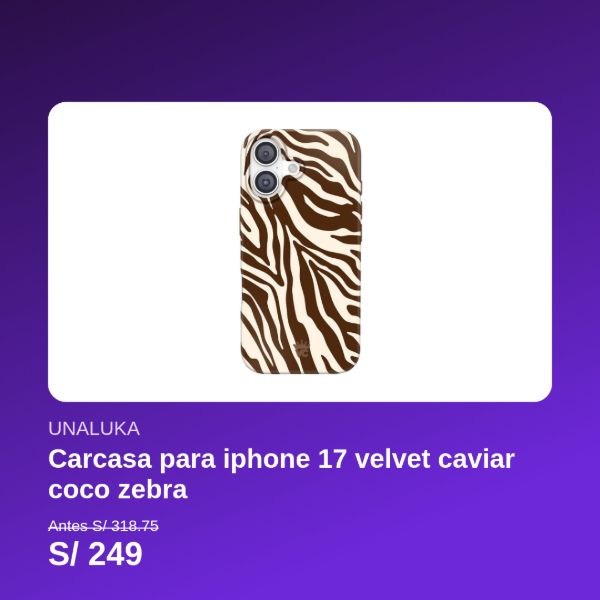 UNALUKA
Carcasa para iphone 17 velvet caviar
coco zebra
Antes S/ 318.75
S/ 249